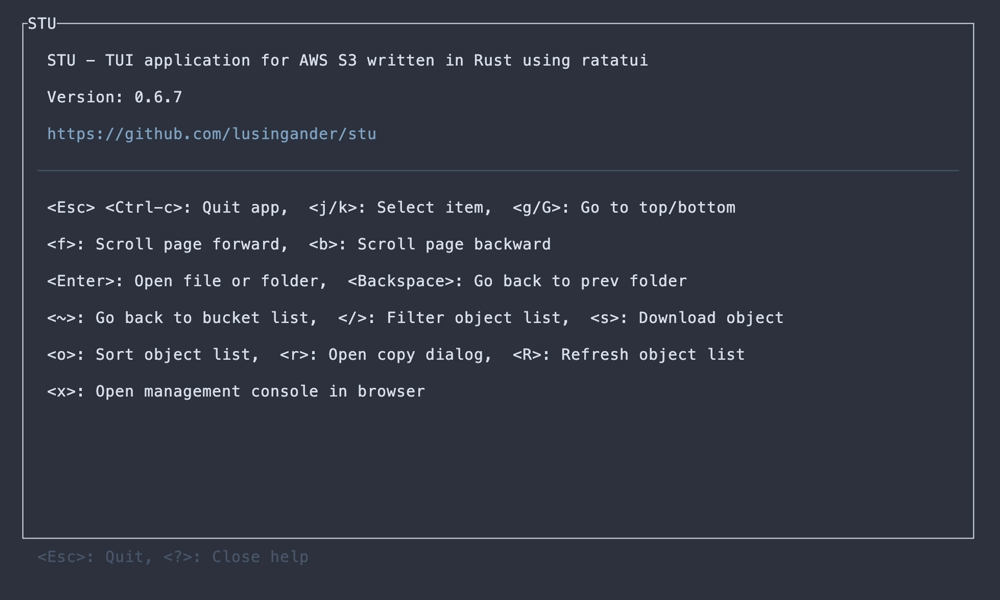 STU
STU - TUI application for AWS S3 written in Rust using ratatui
Version: 0.6.7
https://github.com/lusingander/stu
<Esc> <Ctrl-c>: Quit app,  <j/k>: Select item,  <g/G>: Go to top/bottom
<f>: Scroll page forward,  <b>: Scroll page backward
<Enter>: Open file or folder,  <Backspace>: Go back to prev folder
<~>: Go back to bucket list,  </>: Filter object list,  <s>: Download object
<o>: Sort object list,  <r>: Open copy dialog,  <R>: Refresh object list
<x>: Open management console in browser
<Esc>: Quit, <?>: Close help